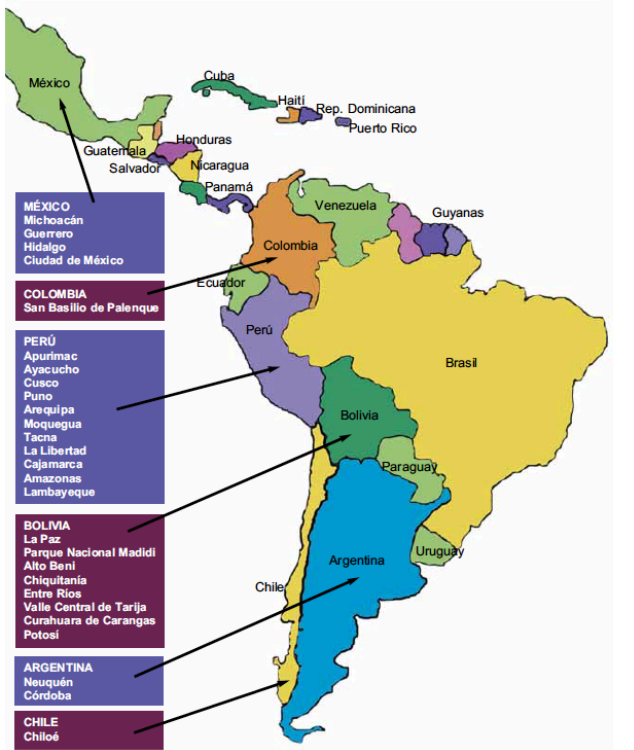 México
Cuba
Haití
Rep. Dominicana
Puerto Rico
Guatemala
Honduras
Salvador
Nicaragua
Panamá
Venezuela
Guyanas
Colombia
Ecuador
Perú
Brasil
Bolivia
Paraguay
Uruguay
Argentina
Chile
MÉXICO
Michoacán
Guerrero
Hidalgo
Ciudad de México
COLOMBIA
San Basilio de Palenque
PERÚ
Apurimac
Ayacucho
Cusco
Puno
Arequipa
Moquegua
Tacna
La Libertad
Cajamarca
Amazonas
Lambayeque
BOLIVIA
La Paz
Parque Nacional Madidi
Alto Beni
Chiquitanía
Entre Ríos
Valle Central de Tarija
Curahuara de Carangas
Potosí
ARGENTINA
Neuquén
Córdoba
CHILE
Chiloé